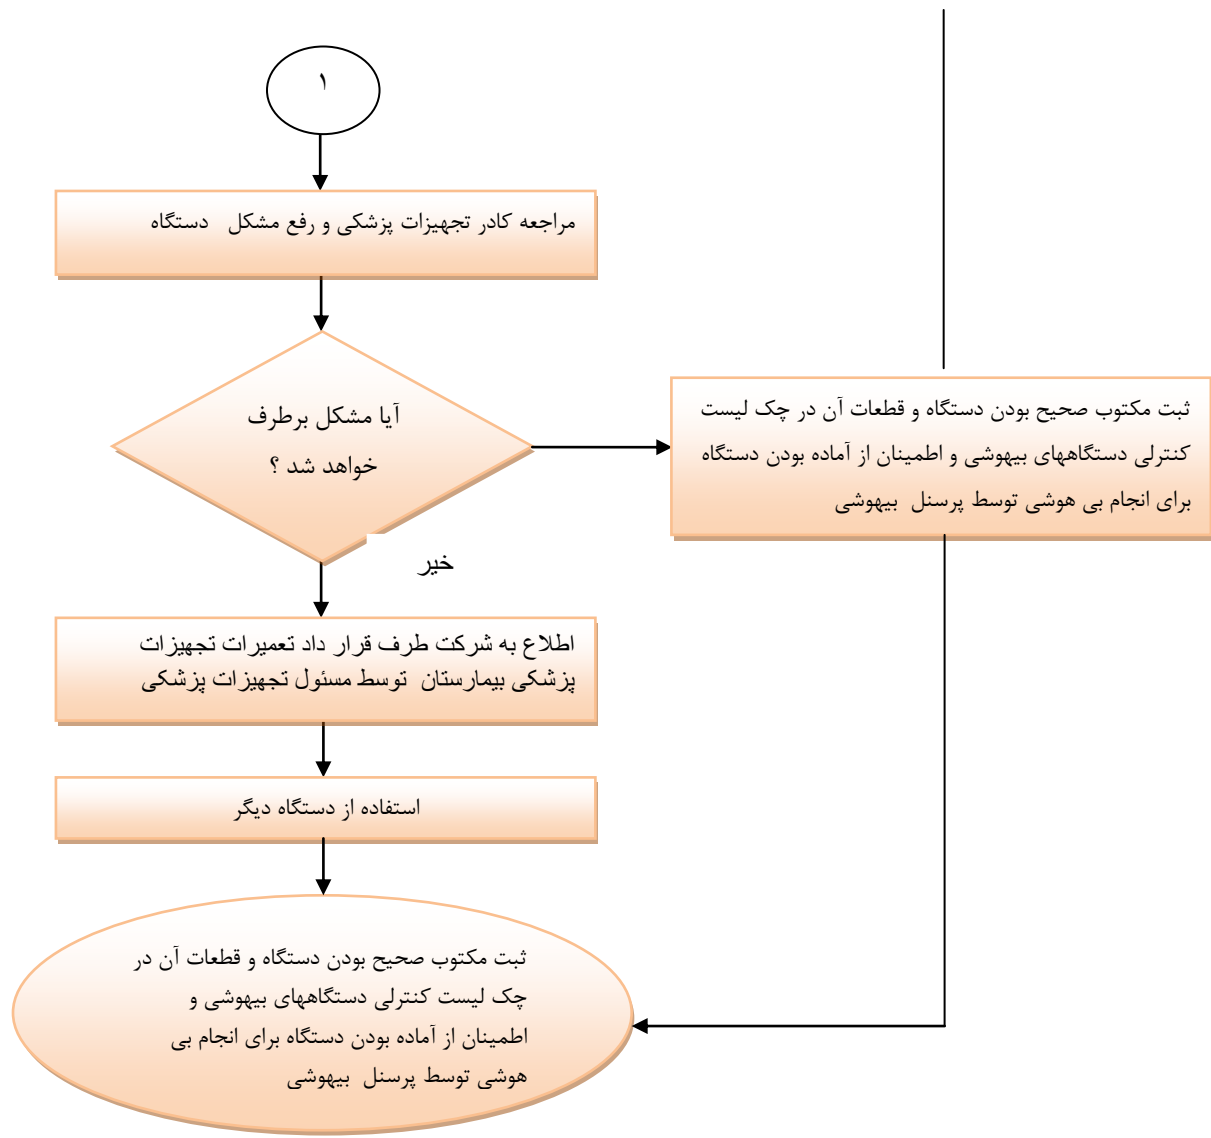 ۱
مراجعه کادر تجهیزات پزشکی و رفع مشکل دستگاه
آیا مشکل برطرف
خواهد شد ؟
ثبت مکتوب صحیح بودن دستگاه و قطعات آن در چک لیست
کنترلی دستگاههای بیهوشی و اطمینان از آماده بودن دستگاه
برای انجام بی هوشی توسط پرسنل بیهوشی
خیر
اطلاع به شرکت طرف قرار داد تعمیرات تجهیزات
پزشکی بیمارستان توسط مسئول تجهیزات پزشکی
استفاده از دستگاه دیگر
ثبت مکتوب صحیح بودن دستگاه و قطعات آن در
چک لیست کنترلی دستگاههای بیهوشی و
اطمینان از آماده بودن دستگاه برای انجام بی
هوشی توسط پرسنل بیهوشی